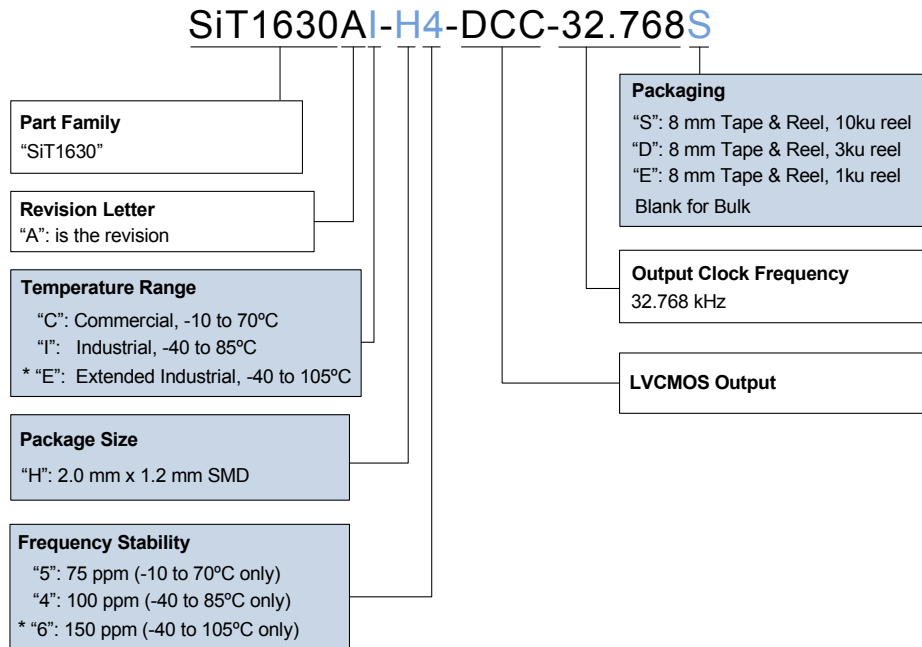 SiT1630AI-H4-DCC-32.768S
Part Family
“SiT1630”
Revision Letter
“A”: is the revision
Temperature Range
“C”: Commercial, -10 to 70ºC
“I”: Industrial, -40 to 85ºC
* “E”: Extended Industrial, -40 to 105ºC
Package Size
“H”: 2.0 mm x 1.2 mm SMD
Frequency Stability
“5”: 75 ppm (-10 to 70ºC only)
“4”: 100 ppm (-40 to 85ºC only)
* “6”: 150 ppm (-40 to 105ºC only)
Packaging
“S”: 8 mm Tape & Reel, 10ku reel
“D”: 8 mm Tape & Reel, 3ku reel
“E”: 8 mm Tape & Reel, 1ku reel
Blank for Bulk
Output Clock Frequency
32.768 kHz
LVCMOS Output